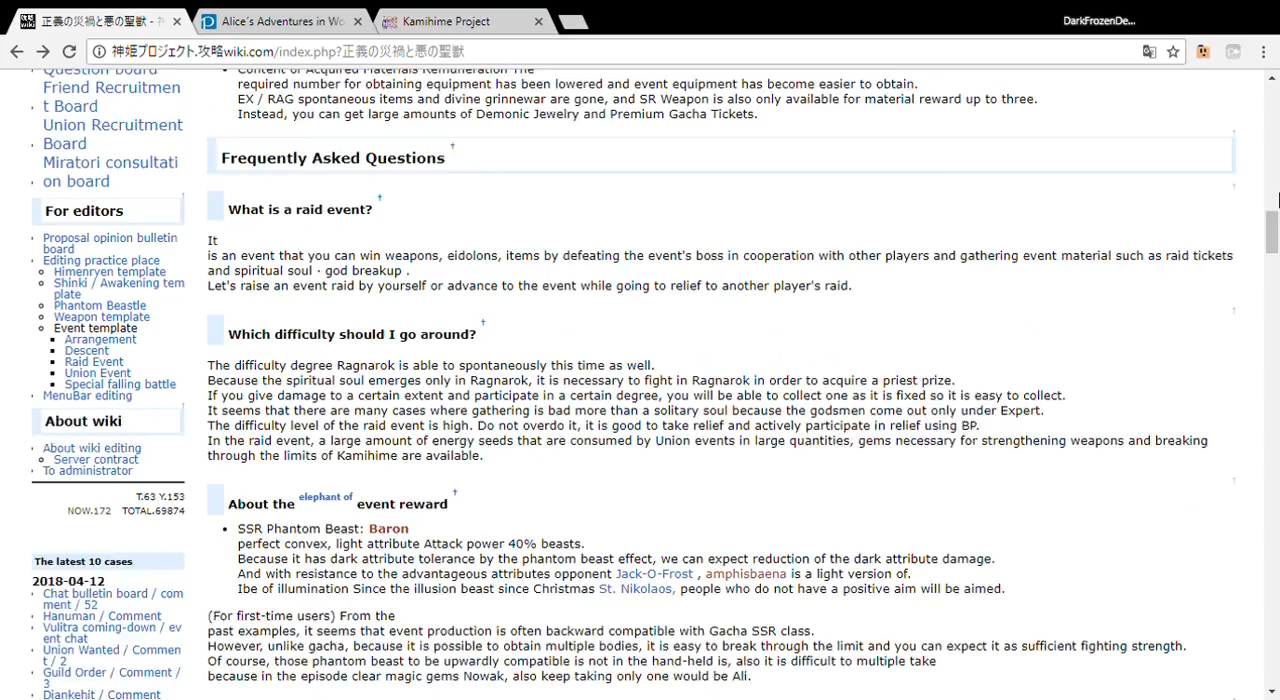 正義の災禍と悪の聖獣 -
Alice´s Adventures in Wo
Kamihime Project
DarkFrozenDe...
神姫プロジェクト.攻略wiki.com/index.php?正義の災禍と悪の聖獣
Question Board
Friend Recruitmen
t Board
Union Recruitment
Board
Miratori consultati
on board
For editors
Proposal opinion bulletin
board
Editing practice place
Himenryen template
Shinki / Awakening tem
plate
Phantom Beastle
Weapon template
Event template
Arrangement
Descent
Raid Event
Union Event
Special falling battle
MenuBar editing
About wiki
About wiki editing
Server contract
To administrator
T.63 Y.153
NOW.172 TOTAL.69874
The latest 10 cases
2018-04-12
Chat bulletin board / com
ment / 52
Hanuman / Comment
Vulitra coming-down / ev
ent chat
Union Wanted / Commen
t / 2
Guild Order / Comment /
3
Diankehit / Comment
Content of Acquired Materials Remuneration The
required number for obtaining equipment has been lowered and event equipment has become easier to obtain.
EX / RAG spontaneous items and divine grinnewar are gone, and SR Weapon is also only available for material reward up to three.
Instead, you can get large amounts of Demonic Jewelry and Premium Gacha Tickets.
Frequently Asked Questions †
What is a raid event? †
It
is an event that you can win weapons, eidolons, items by defeating the event's boss in cooperation with other players and gathering event material such as raid tickets
and spiritual soul · god breakup .
Let's raise an event raid by yourself or advance to the event while going to relief to another player's raid.
Which difficulty should I go around? †
The difficulty degree Ragnarok is able to spontaneously this time as well.
Because the spiritual soul emerges only in Ragnarok, it is necessary to fight in Ragnarok in order to acquire a priest prize.
If you give damage to a certain extent and participate in a certain degree, you will be able to collect one as it is fixed so it is easy to collect.
It seems that there are many cases where gathering is bad more than a solitary soul because the godsmen come out only under Expert.
The difficulty level of the raid event is high. Do not overdo it, it is good to take relief and actively participate in relief using BP.
In the raid event, a large amount of energy seeds that are consumed by Union events in large quantities, gems necessary for strengthening weapons and breaking
through the limits of Kamihime are available.
About the elephant of event reward †
SSR Phantom Beast: Baron
perfect convex, light attribute Attack power 40% beasts.
Because it has dark attribute tolerance by the phantom beast effect, we can expect reduction of the dark attribute damage.
And with resistance to the advantageous attributes opponent Jack-O-Frost , amphisbaena is a light version of.
Ibe of illumination Since the illusion beast since Christmas St. Nikolaos, people who do not have a positive aim will be aimed.
(For first-time users) From the
past examples, it seems that event production is often backward compatible with Gacha SSR class.
However, unlike gacha, because it is possible to obtain multiple bodies, it is easy to break through the limit and you can expect it as sufficient fighting strength.
Of course, those phantom beast to be upwardly compatible is not in the hand-held is, also it is difficult to multiple take
because in the episode clear magic gems Nowak, also keep taking only one would be Ali.